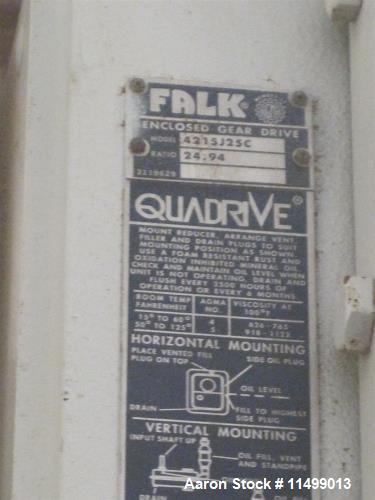 FALK
ENCLOSED GEAR DRIVE
MODEL 4215J25C
RATIO 24.94
2119629
QUADRIVE®
MOUNT REDUCER, ARRANGE VENT
FILLER AND DRAIN PLUGS TO SUIT
MOUNTING POSITION AS SHOWN.
USE A FOAM RESISTANT RUST AND
OXIDATION INHIBITED MINERAL OIL.
CHECK AND MAINTAIN OIL LEVEL WHEN
UNIT IS NOT OPERATING. DRAIN AND
FLUSH EVERY 2500 HOURS OF
OPERATION OR EVERY 6 MONTHS.
ROOM TEMP FAHRENHEIT AGMA NO. VISCOSITY AT 100°F
15° TO 60° 4 626-765
50° TO 125° 5 918-1122
HORIZONTAL MOUNTING
PLACE VENTED FILL PLUG ON TOP
SIDE OIL PLUG
OIL LEVEL
DRAIN
FILL TO HIGHEST SIDE PLUG
VERTICAL MOUNTING
INPUT SHAFT UP
OIL FILL, VENT AND STANDPIPE
DRAIN
Aaron Stock # 11499013